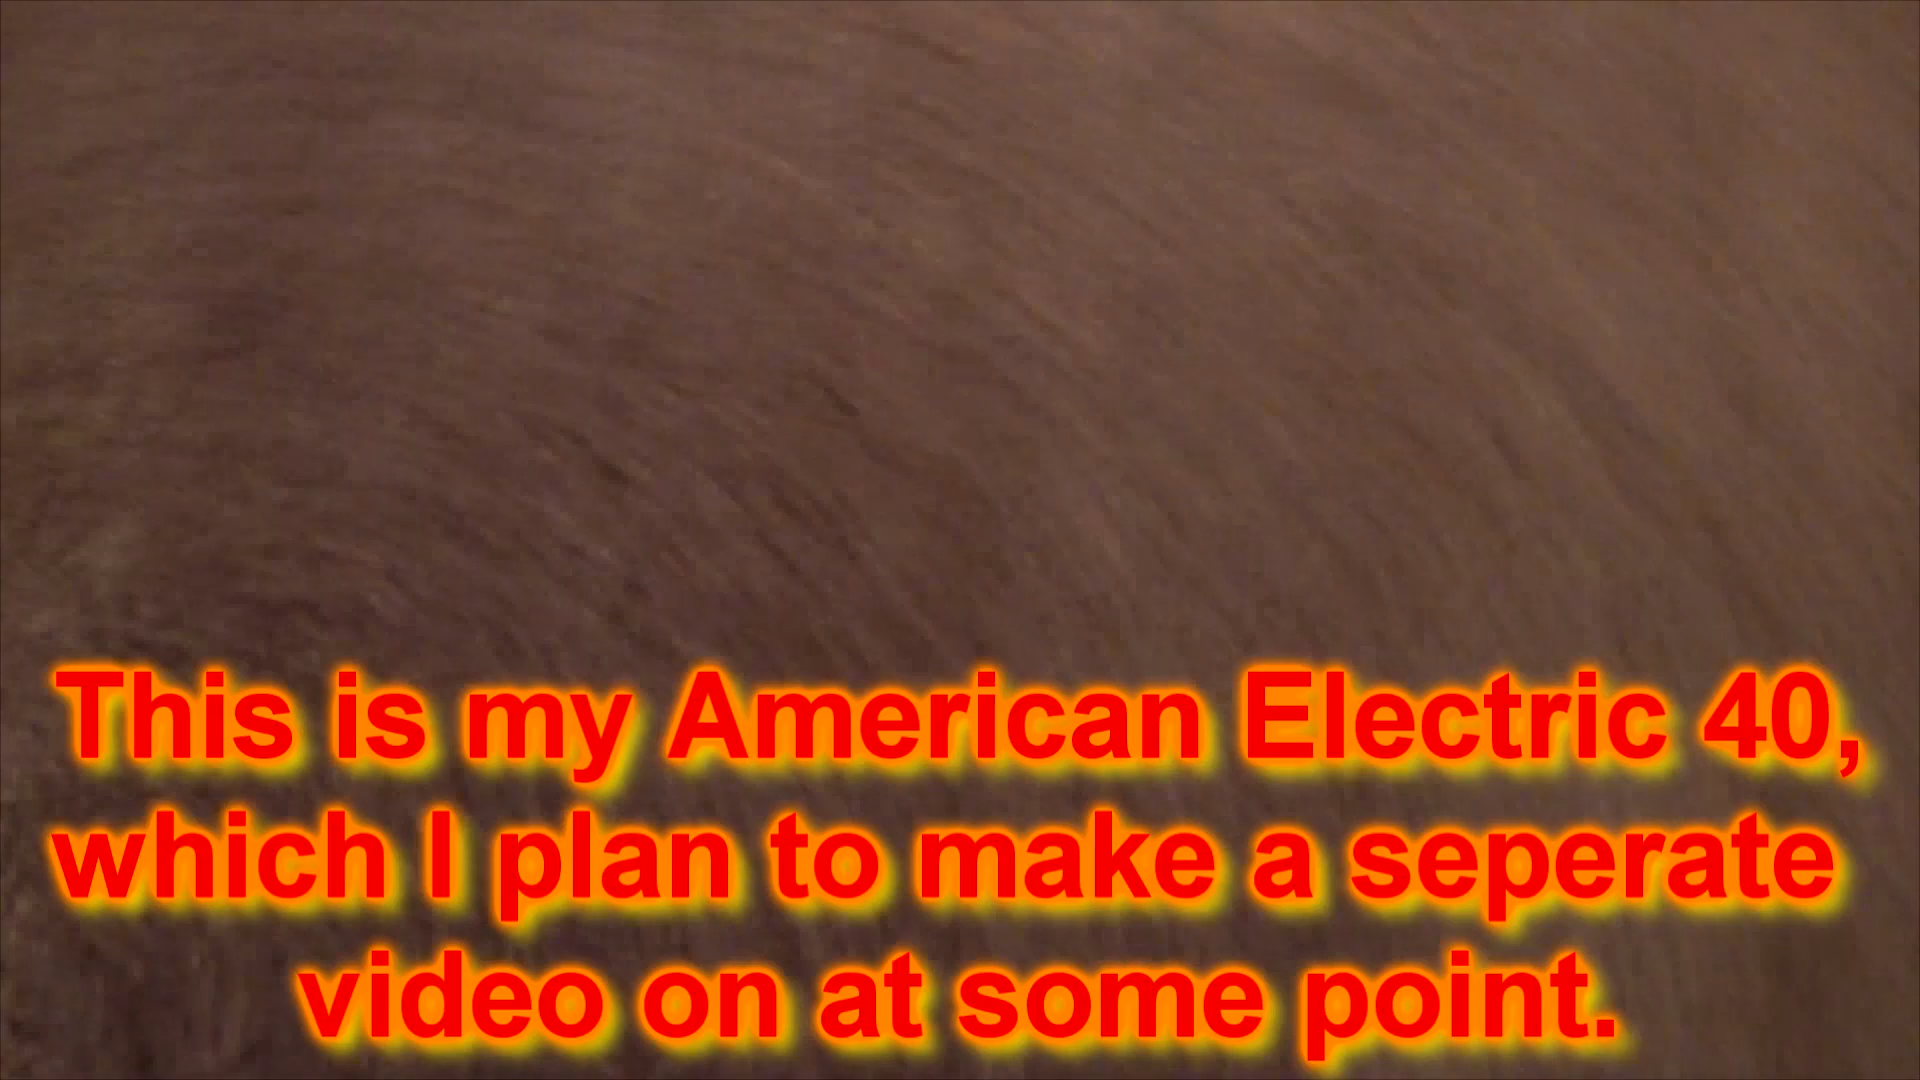 This is my American Electric 40,
which I plan to make a seperate
video on at some point.